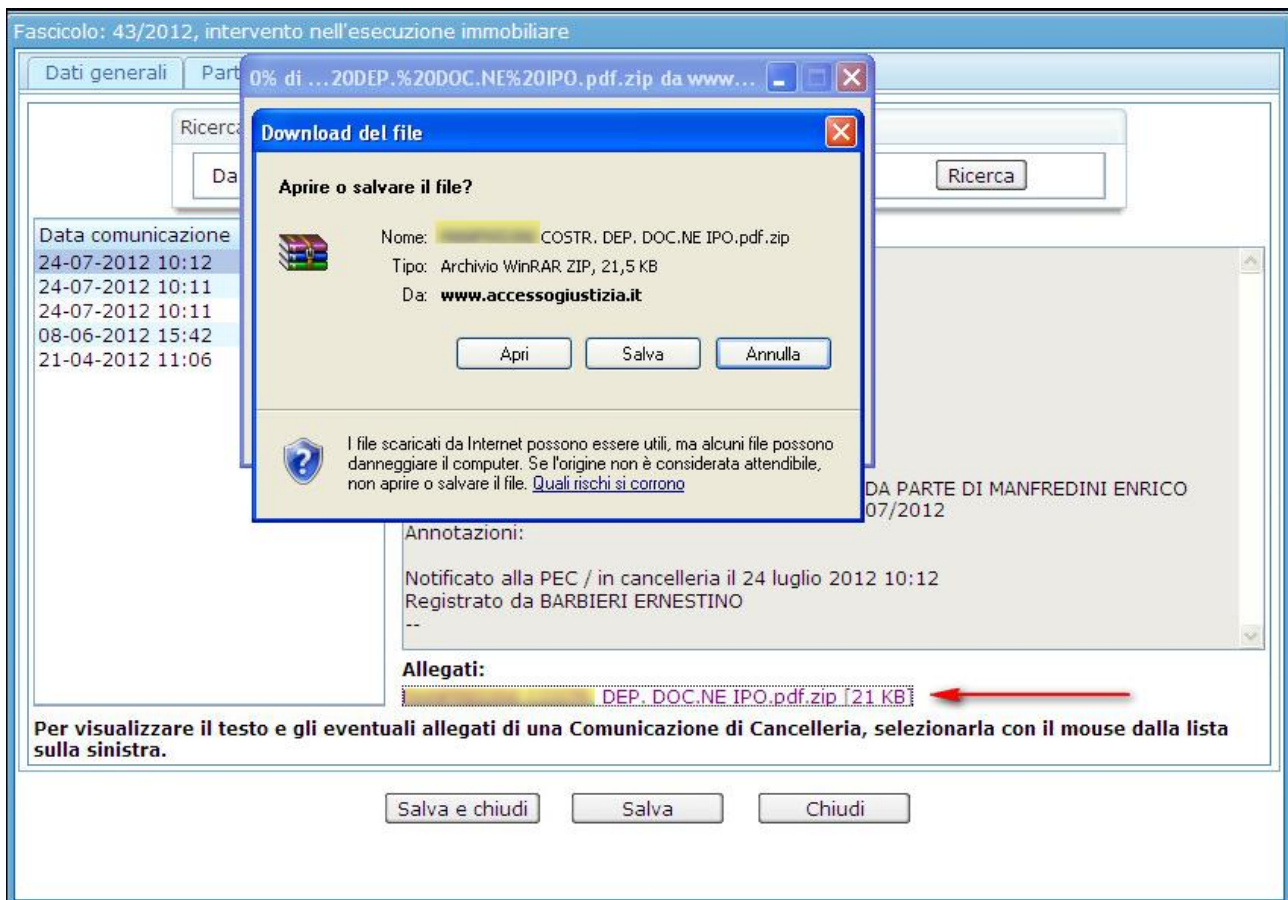 Fascicolo: 43/2012, intervento nell'esecuzione immobiliare
Dati generali
Part
0% di ...20DEP.%20DOC.NE%20IPO.pdf.zip da www...
Ricerca
Da
Ricerca
Download del file
Aprire o salvare il file?
Nome: COSTR. DEP. DOC.NE IPO.pdf.zip
Tipo: Archivio WinRAR ZIP, 21,5 KB
Da: www.accessogiustizia.it
Apri
Salva
Annulla
I file scaricati da Internet possono essere utili, ma alcuni file possono
danneggiare il computer. Se l'origine non è considerata attendibile,
non aprire o salvare il file. Quali rischi si corrono
Data comunicazione
24-07-2012 10:12
24-07-2012 10:11
24-07-2012 10:11
08-06-2012 15:42
21-04-2012 11:06
DA PARTE DI MANFREDINI ENRICO
07/2012
Annotazioni:
Notificato alla PEC / in cancelleria il 24 luglio 2012 10:12
Registrato da BARBIERI ERNESTINO
--
Allegati:
DEP. DOC.NE IPO.pdf.zip [21 KB]
Per visualizzare il testo e gli eventuali allegati di una Comunicazione di Cancelleria, selezionarla con il mouse dalla lista
sulla sinistra.
Salva e chiudi
Salva
Chiudi